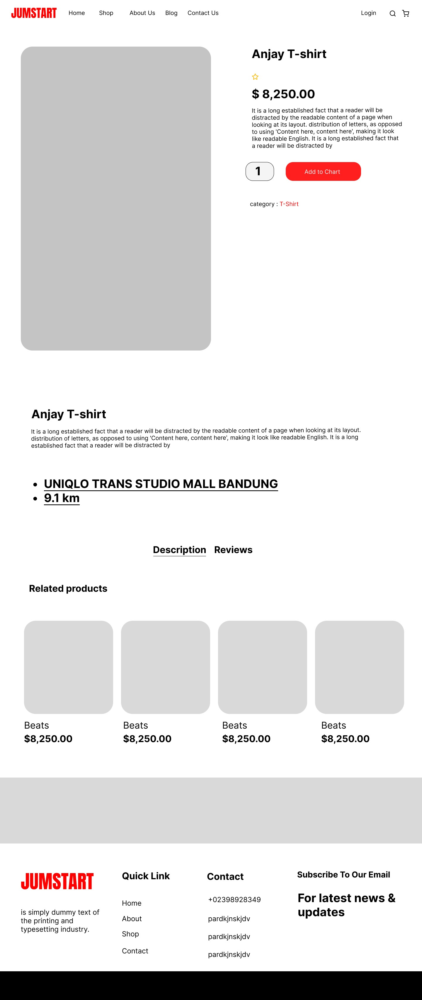 JUMSTART
Home
Shop
About Us
Blog
Contact Us
Login
Anjay T-shirt
$ 8,250.00
It is a long established fact that a reader will be
distracted by the readable content of a page when
looking at its layout. distribution of letters, as opposed
to using 'Content here, content here', making it look
like readable English. It is a long established fact that
a reader will be distracted by
1
Add to Chart
category : T-Shirt
Anjay T-shirt
It is a long established fact that a reader will be distracted by the readable content of a page when looking at its layout.
distribution of letters, as opposed to using 'Content here, content here', making it look like readable English. It is a long
established fact that a reader will be distracted by
• UNIQLO TRANS STUDIO MALL BANDUNG
• 9.1 km
Description
Reviews
Related products
Beats
$8,250.00
Beats
$8,250.00
Beats
$8,250.00
Beats
$8,250.00
JUMSTART
is simply dummy text of
the printing and
typesetting industry.
Quick Link
Home
About
Shop
Contact
Contact
+02398928349
pardkjnskjdv
pardkjnskjdv
pardkjnskjdv
Subscribe To Our Email
For latest news &
updates